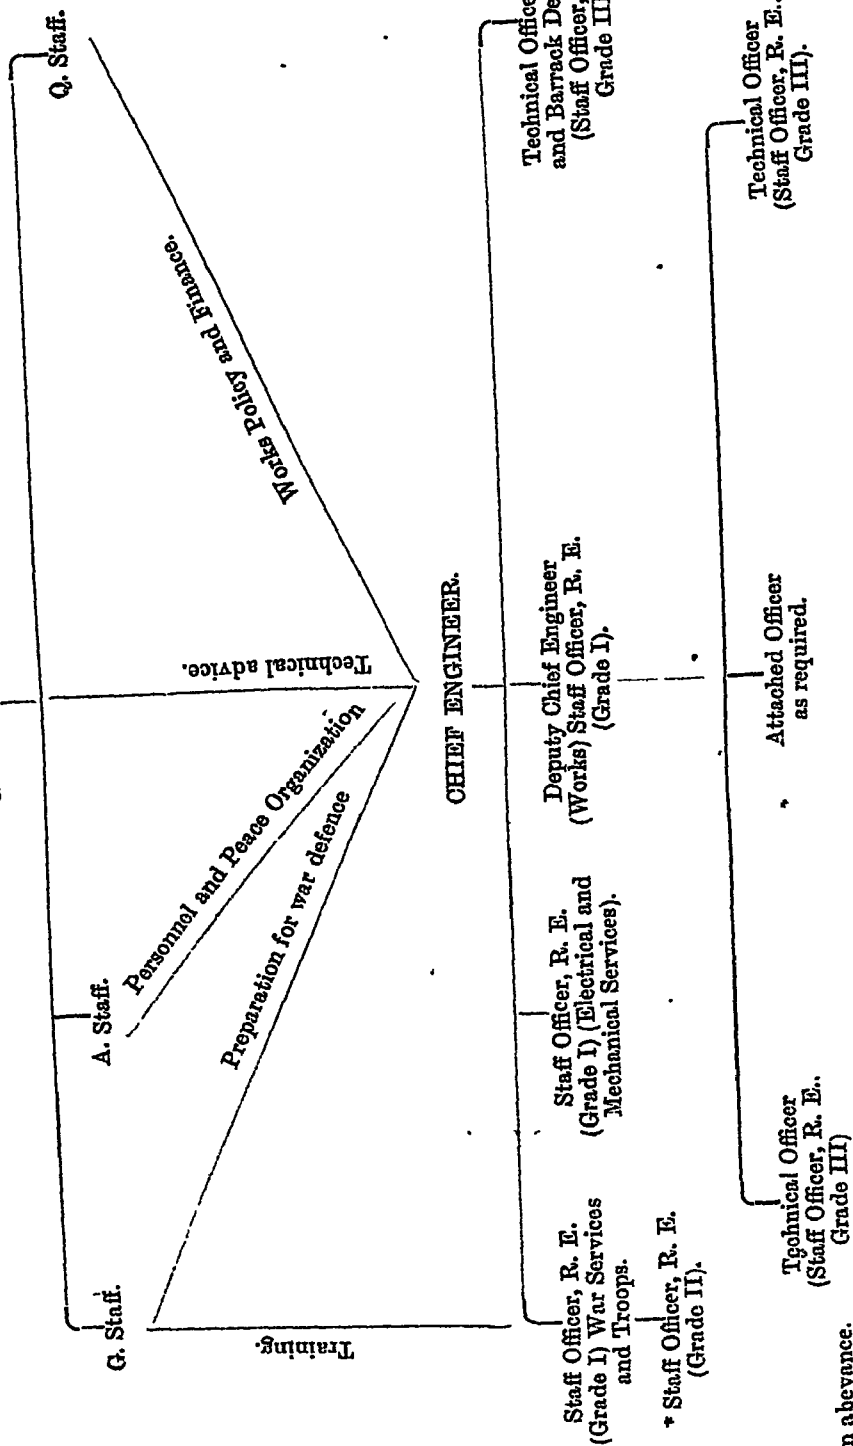 G. Staff.
A. Staff.
Q. Staff.
Training.
Preparation for war defence
Personnel and Peace Organization
Technical advice.
Works Policy and Finance.
CHIEF ENGINEER.
Staff Officer, R. E.
(Grade I) War Services
and Troops.
* Staff Officer, R. E.
(Grade II).
Staff Officer, R. E.
(Grade I) (Electrical and
Mechanical Services).
Deputy Chief Engineer
(Works) Staff Officer, R. E.
(Grade I).
Technical
and Barrack
(Staff Officer,
Grade III
Technical Officer
(Staff Officer, R. E..
Grade III)
Attached Officer
as required.
Technical Officer
(Staff Officer, R. E..
Grade III).
abeyance.